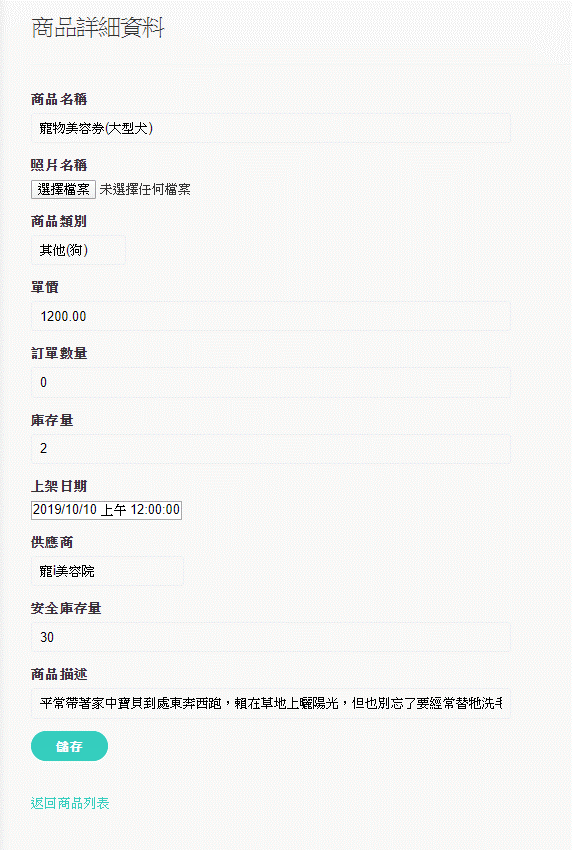 商品詳細資料
商品名稱
寵物美容券(大型犬)
照片名稱
選擇檔案 未選擇任何檔案
商品類別
其他(狗)
單價
1200.00
訂單數量
0
庫存量
2
上架日期
2019/10/10 上午 12:00:00
供應商
寵i美容院
安全庫存量
30
商品描述
平常帶著家中寶貝到處東奔西跑，賴在草地上曬陽光，但也別忘了要經常替牠洗毛
儲存
返回商品列表